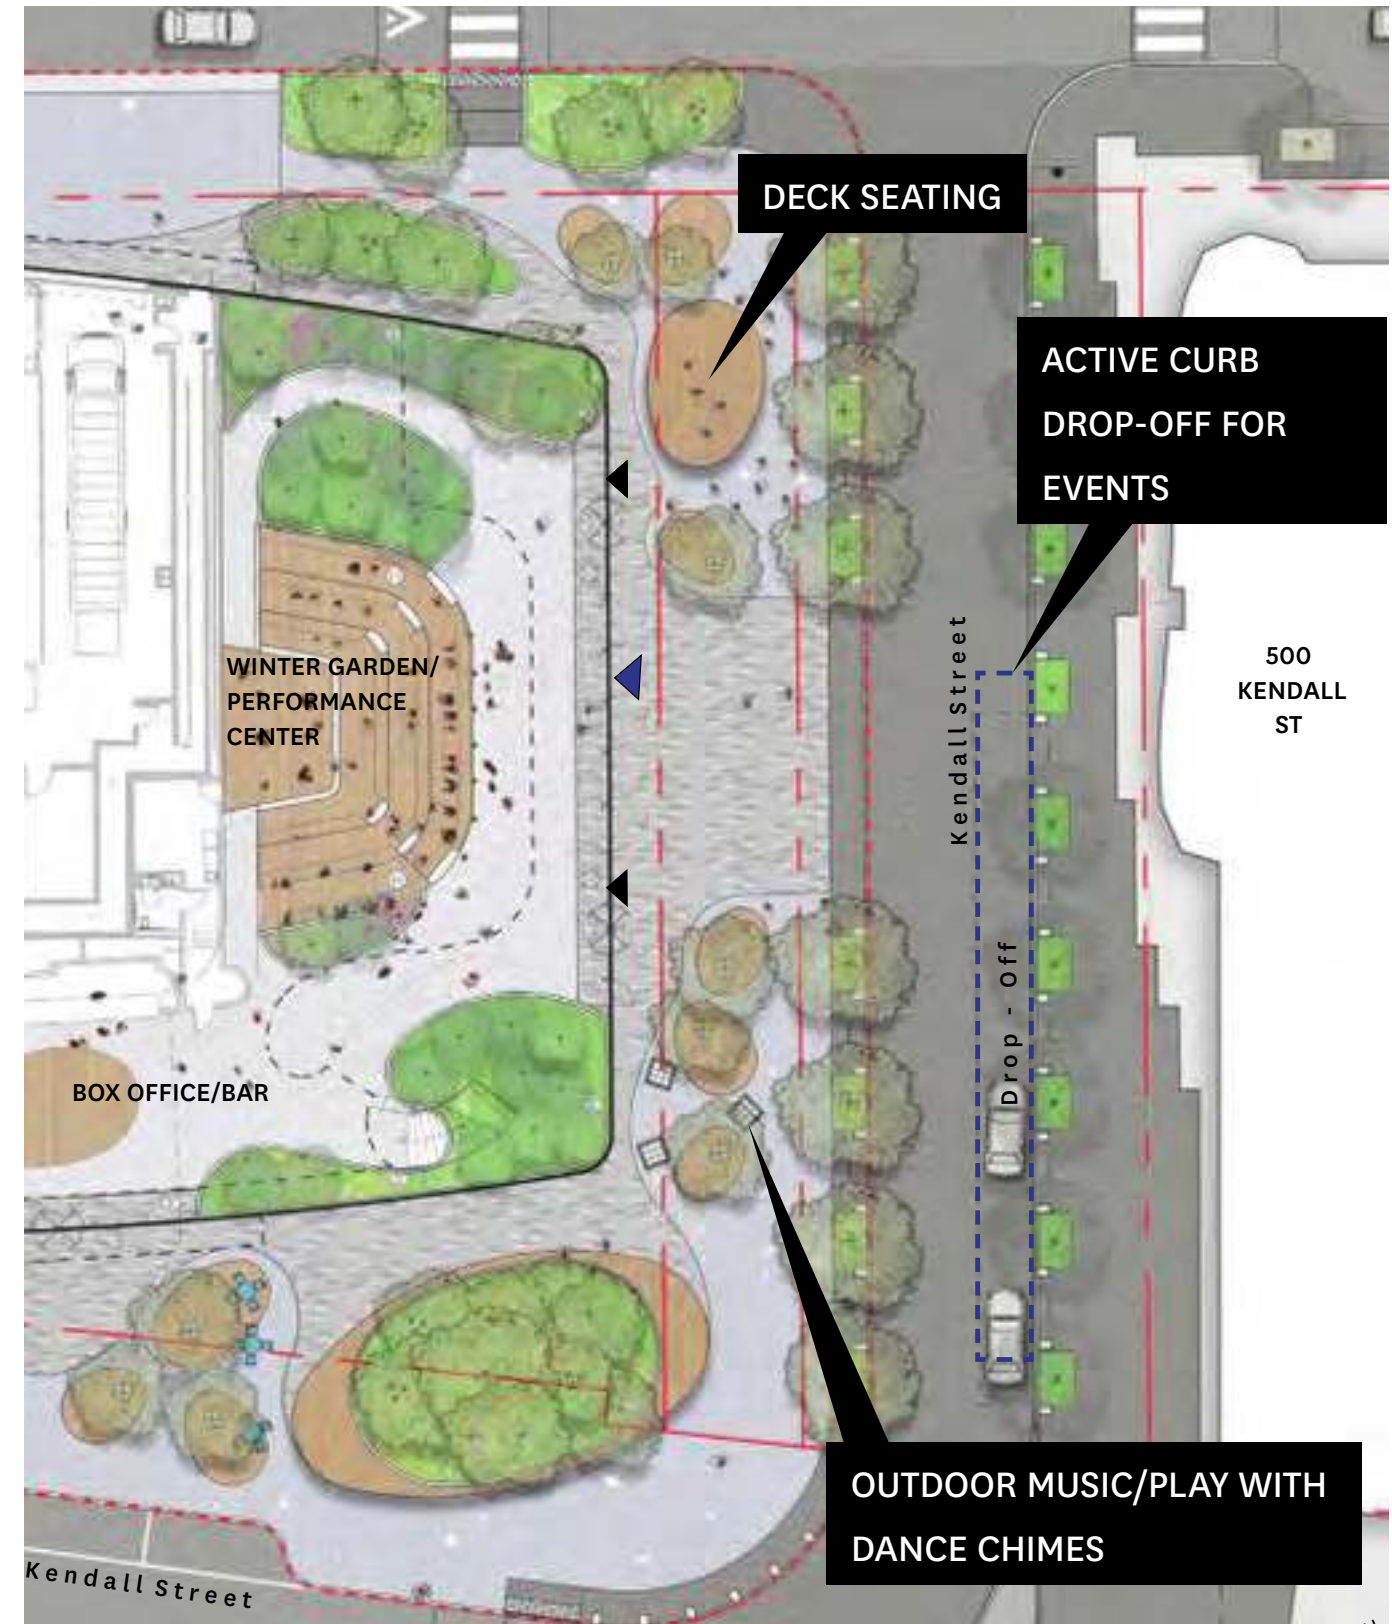 DECK SEATING
ACTIVE CURB
DROP-OFF FOR
EVENTS
WINTER GARDEN/
PERFORMANCE
CENTER
Kendall Street
500
KENDALL
ST
Drop - Off
BOX OFFICE/BAR
OUTDOOR MUSIC/PLAY WITH
DANCE CHIMES
Kendall Street